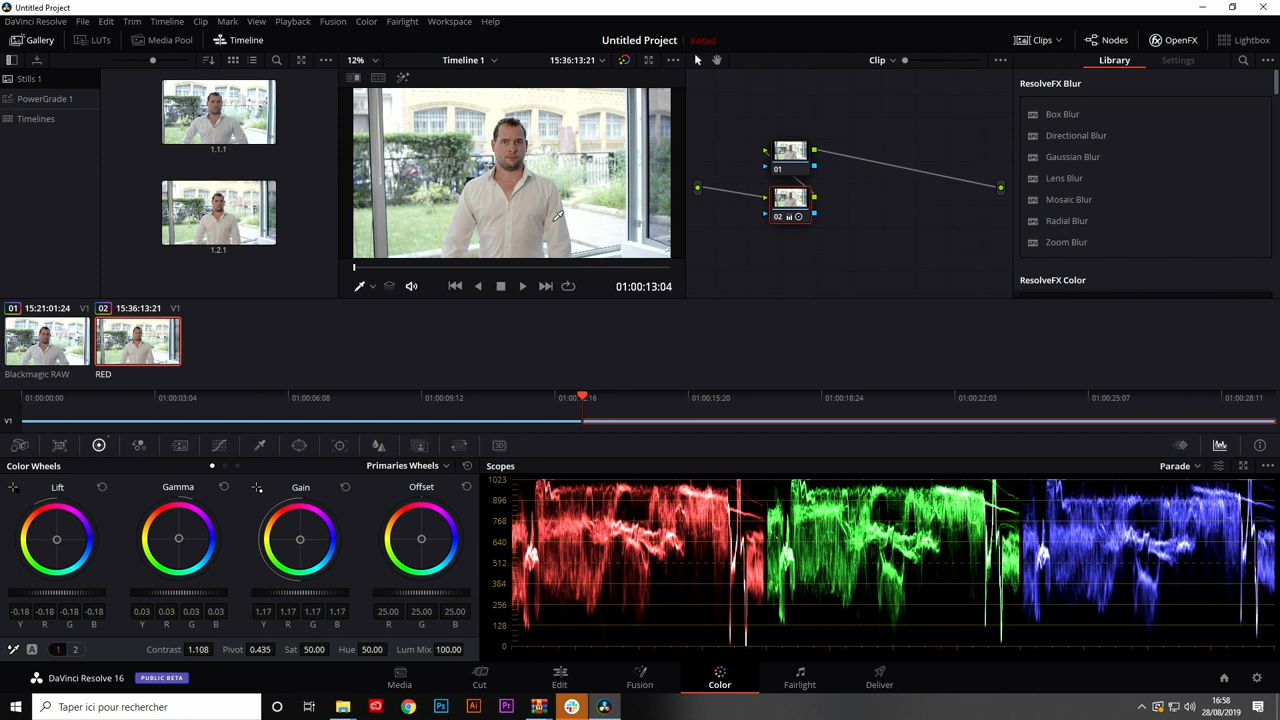 Untitled Project
DaVinci Resolve File Edit Trim Timeline Clip Mark View Playback Fusion Color Fairlight Workspace Help
Gallery LUTs Media Pool Timeline Untitled Project Edited Clips Nodes OpenFX Lightbox
12% Timeline 1 15:36:13:21 Clip Library Settings
Stills 1
PowerGrade 1
Timelines
1.1.1
1.2.1
01
02
ResolveFX Blur
Box Blur
Directional Blur
Gaussian Blur
Lens Blur
Mosaic Blur
Radial Blur
Zoom Blur
ResolveFX Color
01:00:13:04
01 15:21:01:24 V1 02 15:36:13:21 V1
Blackmagic RAW RED
01:00:00:00 01:00:03:04 01:00:06:08 01:00:09:12 01:00:12:16 01:00:15:20 01:00:18:24 01:00:22:03 01:00:25:07 01:00:28:11
V1
3D
Color Wheels Primaries Wheels Scopes Parade
Lift Gamma Gain Offset
-0.18 -0.18 -0.18 -0.18 0.03 0.03 0.03 0.03 1.17 1.17 1.17 1.17 25.00 25.00 25.00
Y R G B Y R G B Y R G B R G B
A 1 2 Contrast 1.108 Pivot 0.435 Sat 50.00 Hue 50.00 Lum Mix 100.00
1023
896
768
640
512
384
256
128
0
DaVinci Resolve 16 PUBLIC BETA Media Cut Edit Fusion Color Fairlight Deliver
Taper ici pour rechercher
Ps Ai Pr
16:58
28/08/2019